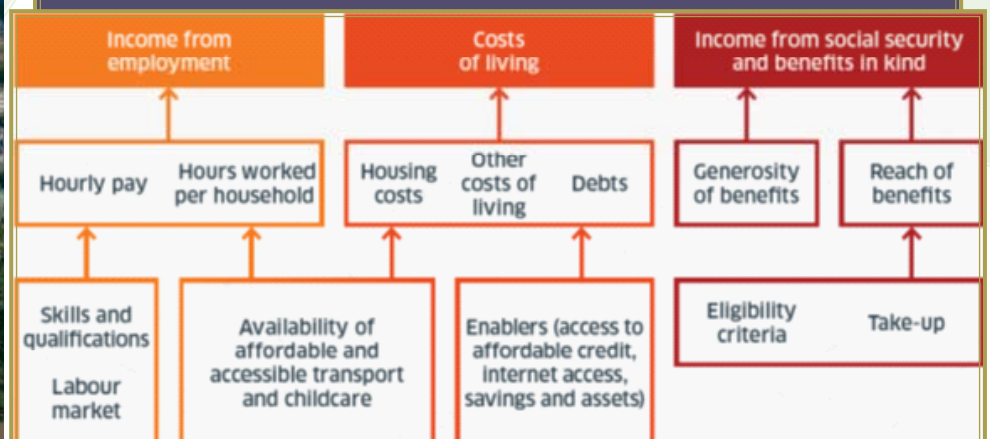 Income from
employment
Costs
of living
Income from social security
and benefits in kind
Hourly pay
Hours worked
per household
Housing
costs
Other
costs of
living
Debts
Generosity
of benefits
Reach of
benefits
Skills and
qualifications
Labour
market
Availability of
affordable and
accessible transport
and childcare
Enablers (access to
affordable credit,
internet access,
savings and assets)
Eligibility
criteria
Take-up